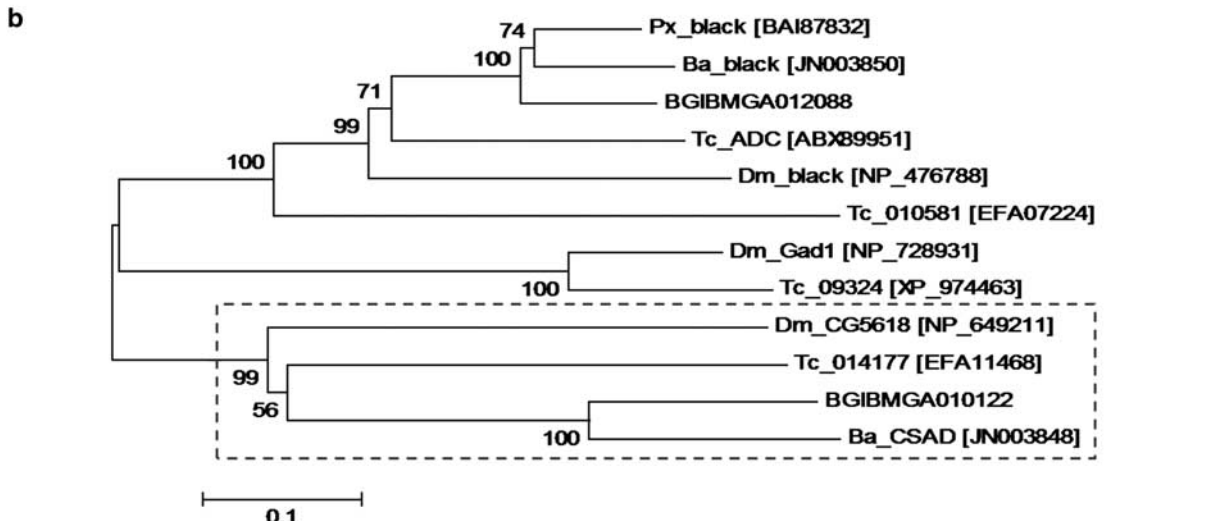 b
74
Px_black [BAI87832]
100
Ba_black [JN003850]
BGIBMGA012088
71
99
Tc_ADC [ABX89951]
100
Dm_black [NP_476788]
Tc_010581 [EFA07224]
Dm_Gad1 [NP_728931]
100
Tc_09324 [XP_974463]
Dm_CG5618 [NP_649211]
99
Tc_014177 [EFA11468]
56
BGIBMGA010122
100
Ba_CSAD [JN003848]
0.1